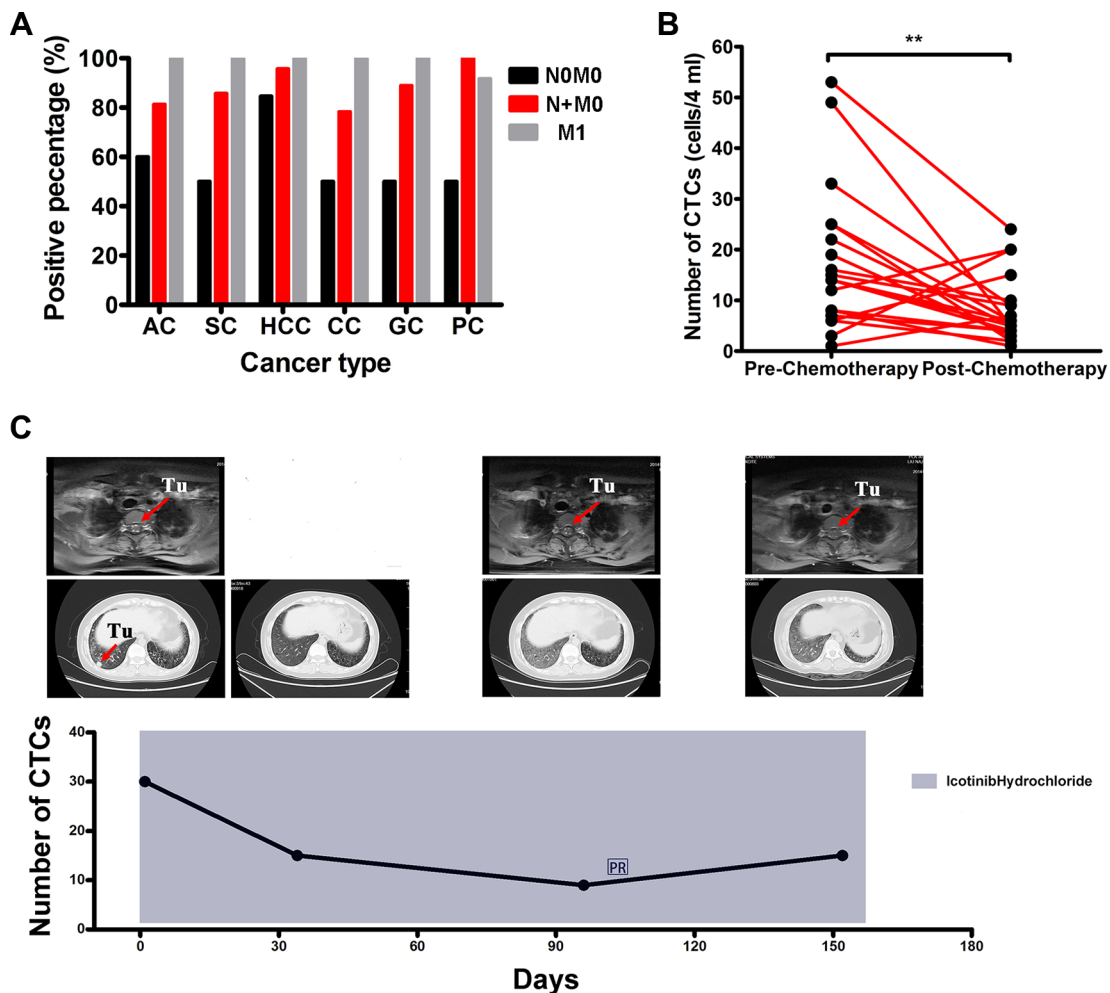 A
Positive pecentage (%)
100
80
60
40
20
0
AC SC HCC CC GC PC
Cancer type
N0M0
N+M0
M1
B
**
Number of CTCs (cells/4 ml)
60
50
40
30
20
10
0
Pre-Chemotherapy Post-Chemotherapy
C
Tu
Tu
Tu
Tu
Number of CTCs
40
30
20
10
0
PR
0 30 60 90 120 150 180
Days
IcotinibHydrochloride